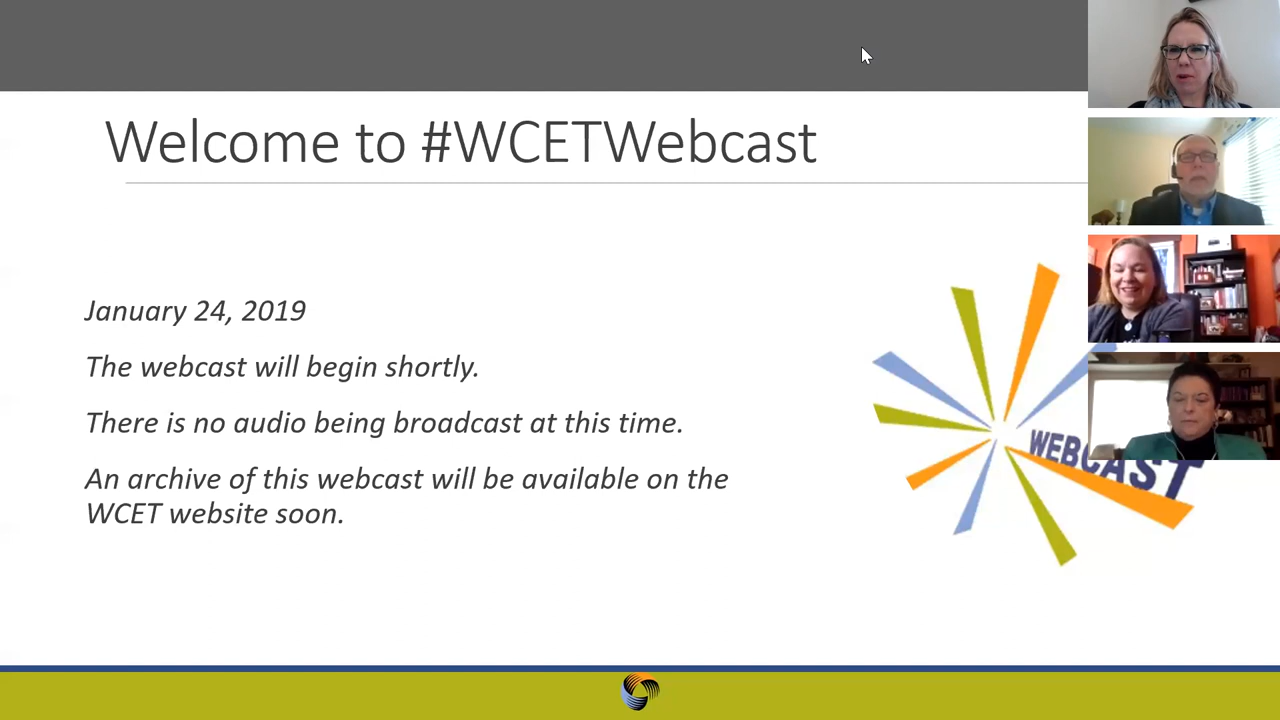 Welcome to #WCETWebcast
January 24, 2019
The webcast will begin shortly.
There is no audio being broadcast at this time.
An archive of this webcast will be available on the
WCET website soon.
WEBCAST